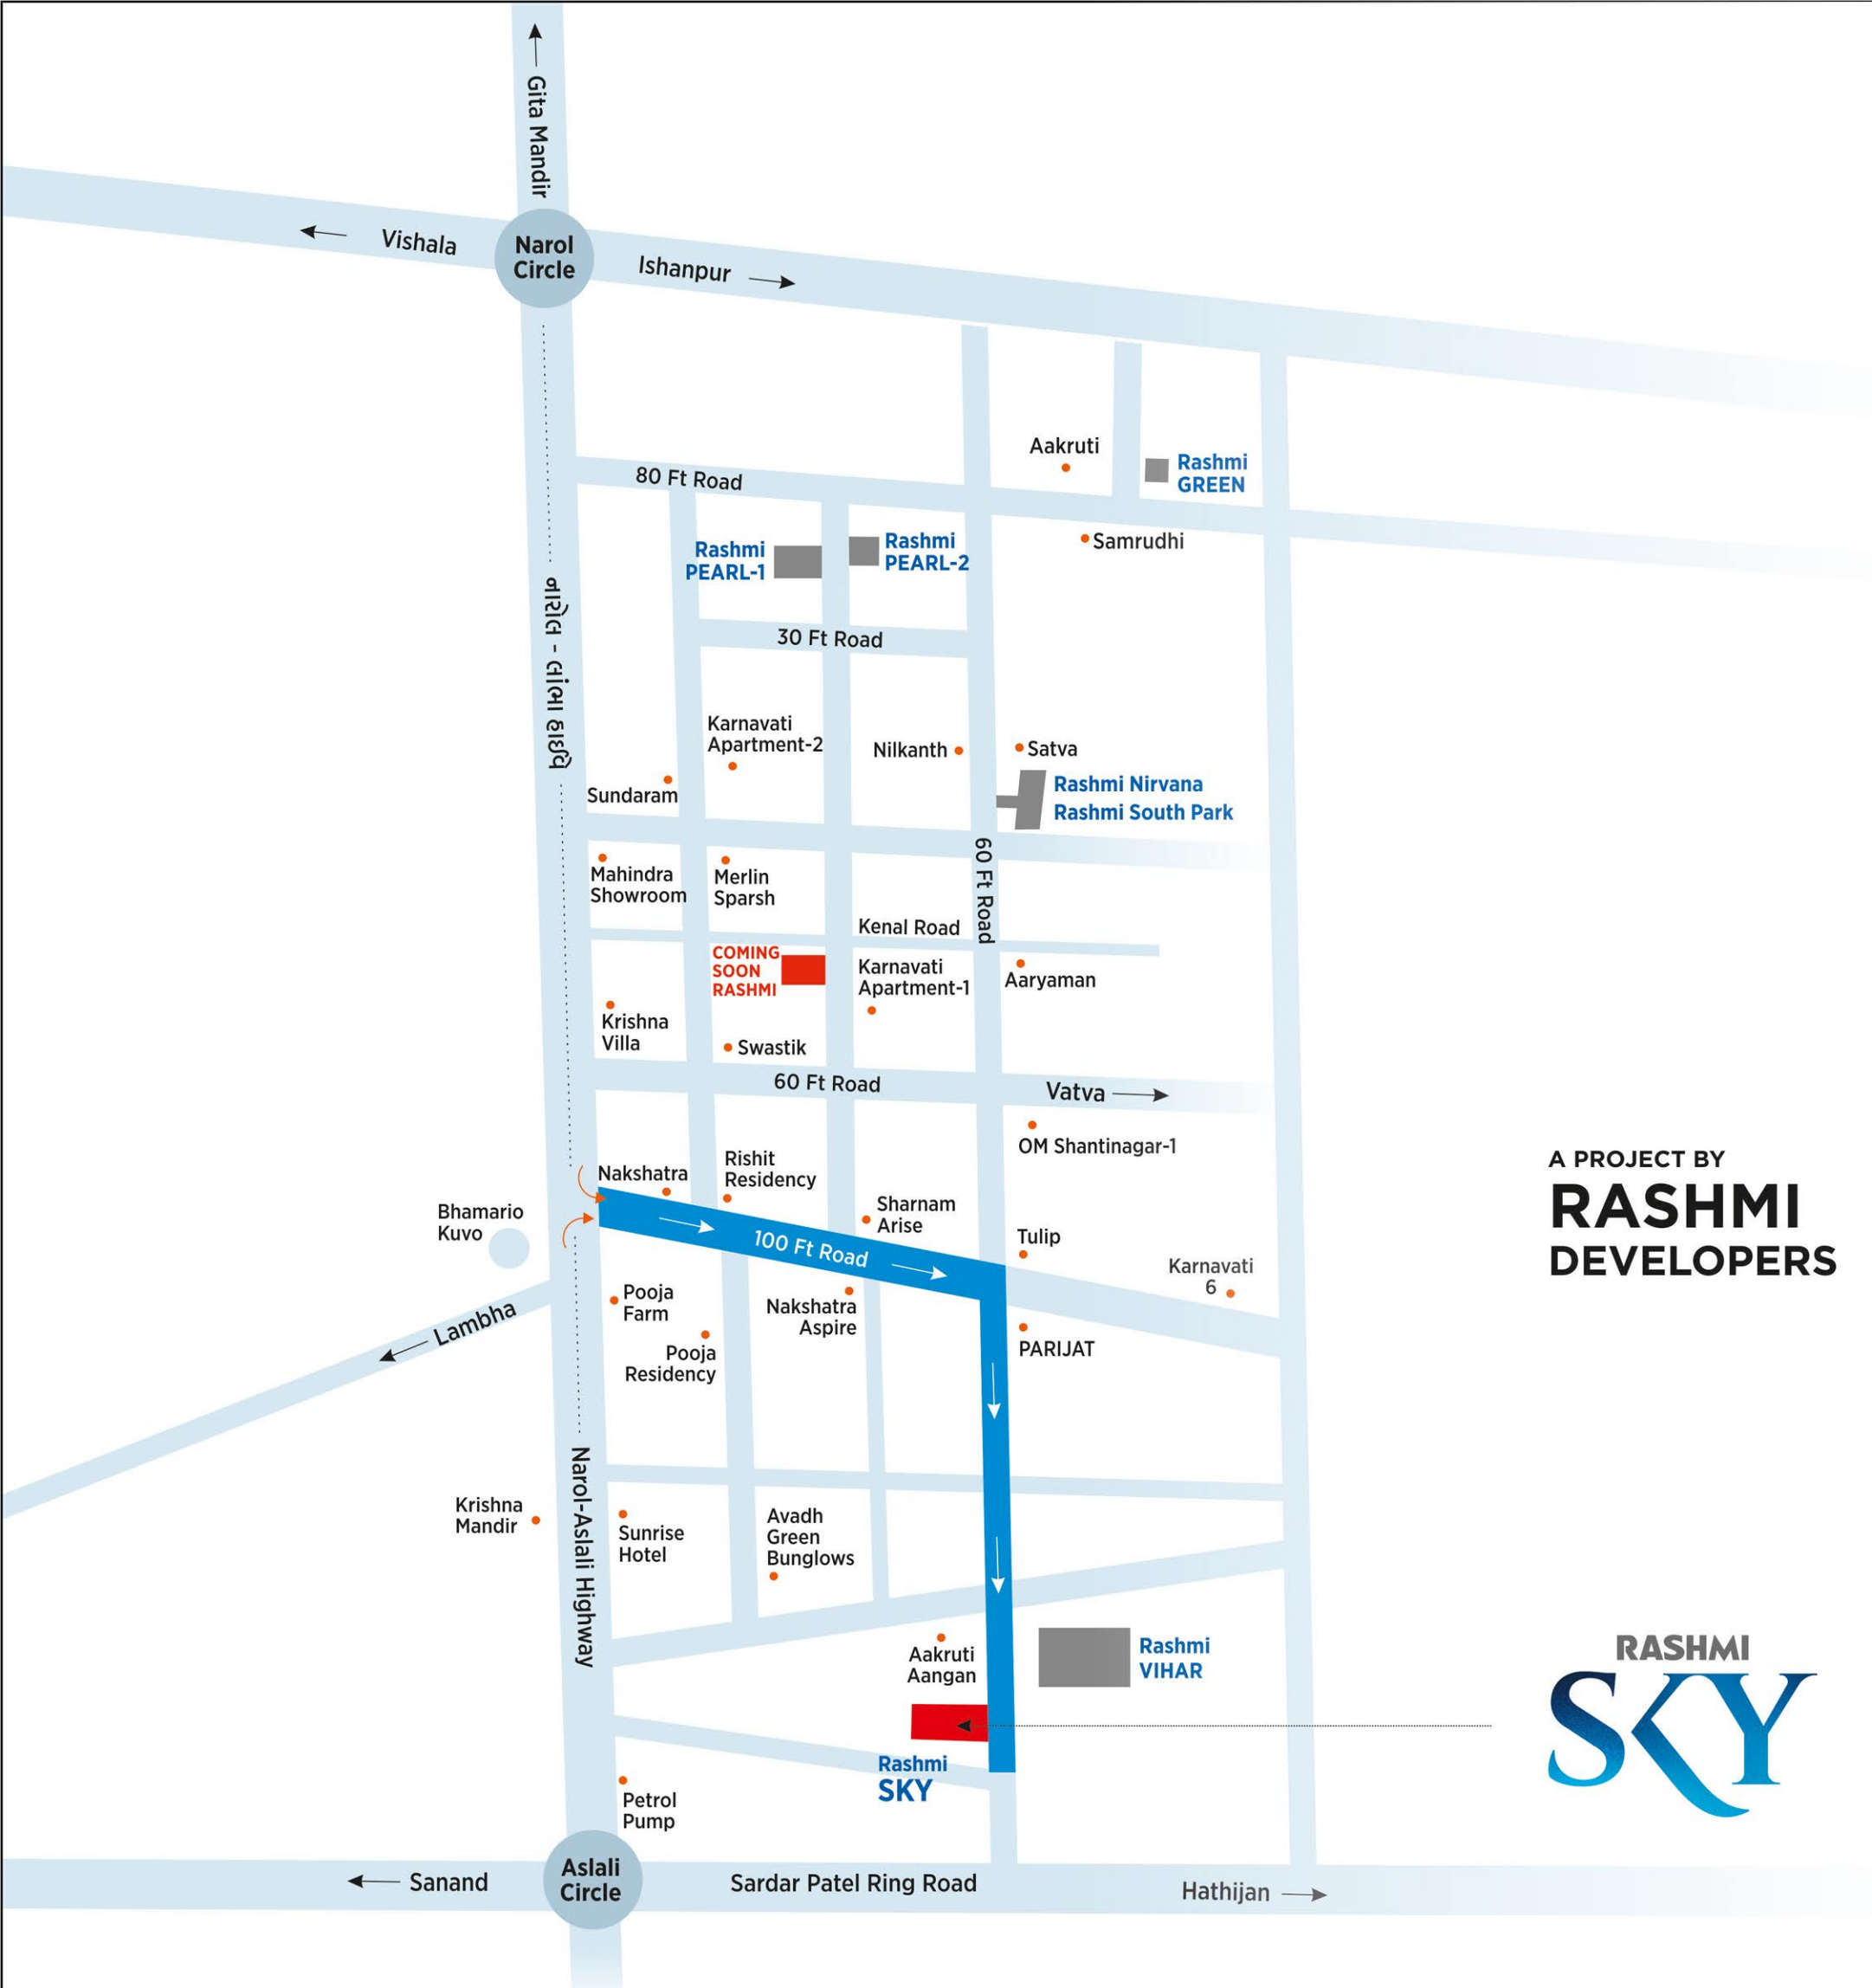 Gita Mandir
Vishala
Narol
Circle
Ishanpur
Aakruti
Rashmi
GREEN
80 Ft Road
Samrudhi
Rashmi
PEARL-1
Rashmi
PEARL-2
નારોલ - લાંભા હાઈવે
30 Ft Road
Karnavati
Apartment-2
Nilkanth
Satva
Sundaram
Rashmi Nirvana
Rashmi South Park
60 Ft Road
Mahindra
Showroom
Merlin
Sparsh
Kenal Road
COMING
SOON
RASHMI
Karnavati
Apartment-1
Aaryaman
Krishna
Villa
Swastik
60 Ft Road
Vatva
OM Shantinagar-1
Nakshatra
Rishit
Residency
Sharnam
Arise
Bhamario
Kuvo
100 Ft Road
Tulip
Karnavati
6
A PROJECT BY
RASHMI
DEVELOPERS
Pooja
Farm
Nakshatra
Aspire
Lambha
Pooja
Residency
PARIJAT
Narol-Aslali Highway
Krishna
Mandir
Sunrise
Hotel
Avadh
Green
Bunglows
Aakruti
Aangan
Rashmi
VIHAR
RASHMI
SKY
Rashmi
SKY
Petrol
Pump
Sanand
Aslali
Circle
Sardar Patel Ring Road
Hathijan